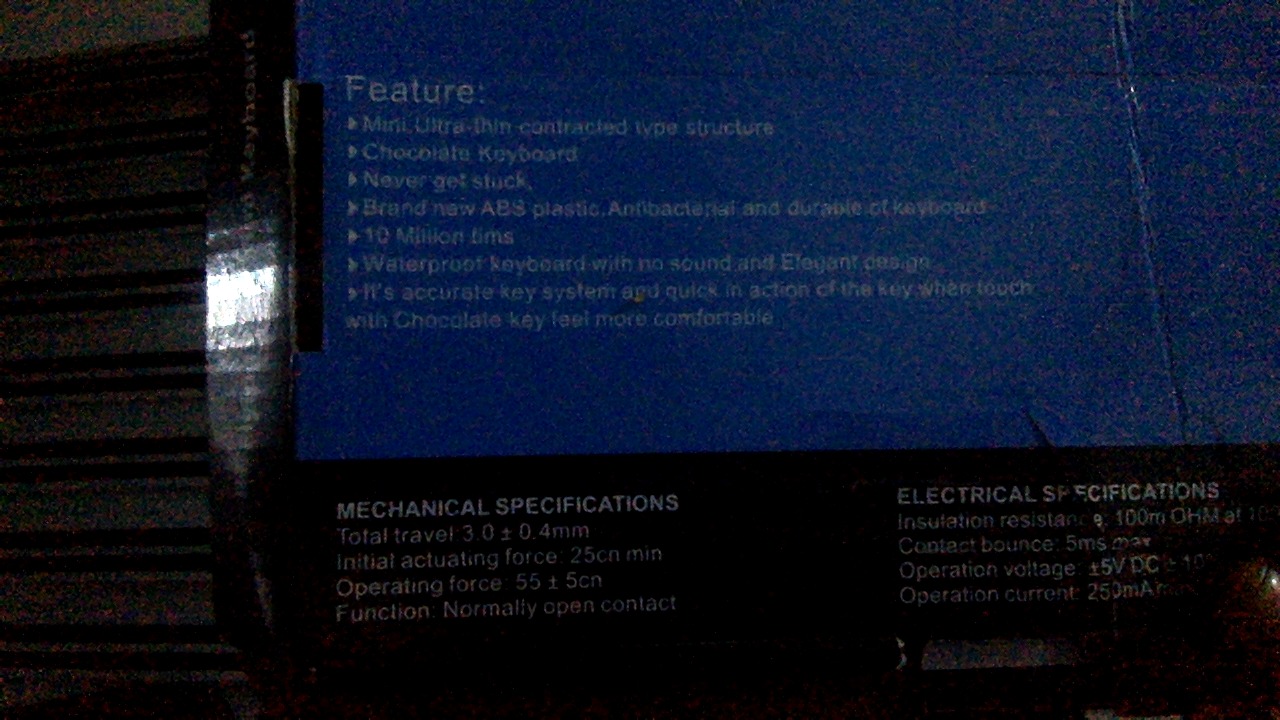 Keyboard
Feature:
Mini,Ultra-thin contracted type structure
Chocolate Keyboard
Never get stuck,
Brand new ABS plastic,Antibacterial and durable of keyboard
10 Million tims
Waterproof keyboard with no sound and Elegant design
It's accurate key system and quick in action of the key when touch
with Chocolate key feel more comfortable
MECHANICAL SPECIFICATIONS
Total travel:3.0 ± 0.4mm
Initial actuating force: 25cn min
Operating force: 55 ± 5cn
Function: Normally open contact
ELECTRICAL SPECIFICATIONS
Insulation resistance: 100m OHM at
Contact bounce: 5ms max
Operation voltage: ±5V DC ±
Operation current: 250mA